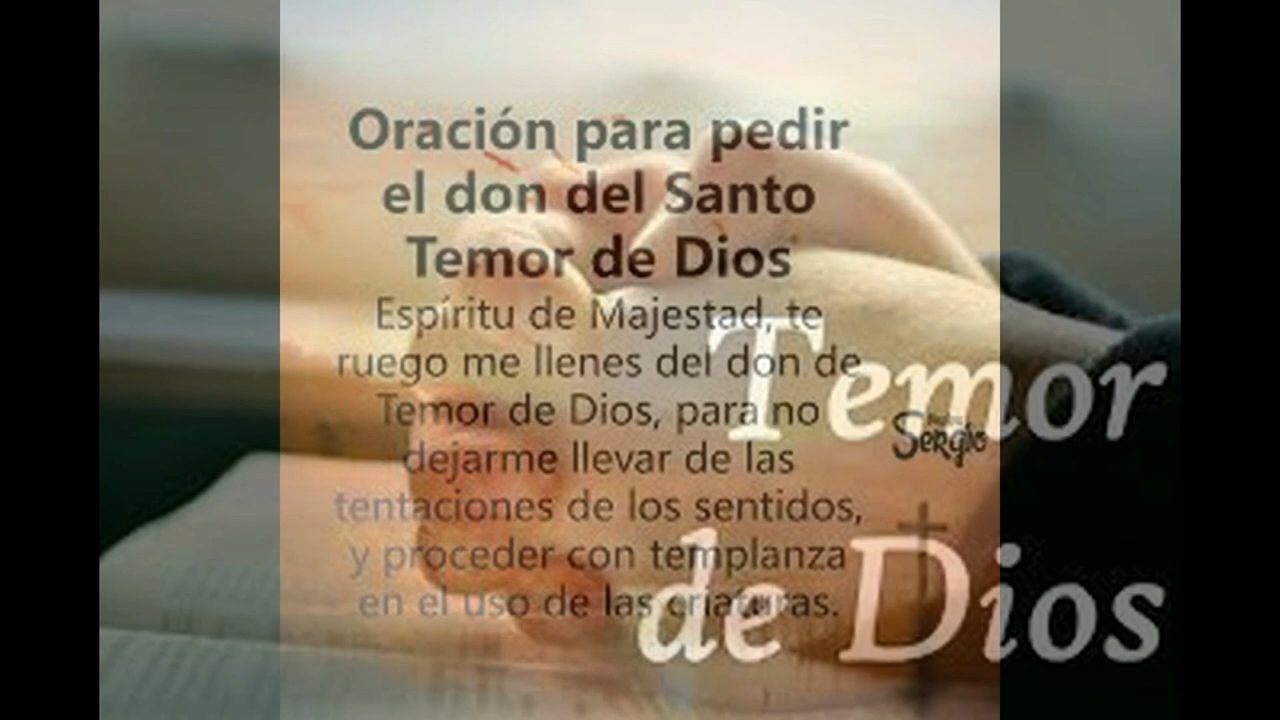 Oración para pedir
el don del Santo
Temor de Dios
Espíritu de Majestad, te
ruego me llenes del don de
Temor de Dios, para no
dejarme llevar de las
tentaciones de los sentidos,
y proceder con templanza
en el uso de las criaturas.
Temor
de Dios
Sergio